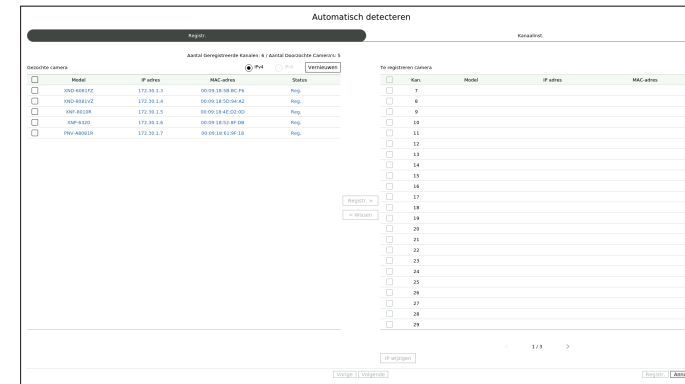 Automatisch detecteren
Registr.
Kanaalinst.
Aantal Geregistreerde Kanalen: 6 / Aantal Doorzochte Camera's: 5
Gezochte camera
IPv4
IPv6
Vernieuwen
Model IP adres MAC-adres Status
XND-6081FZ 172.30.1.3 00:09:18:5B:BC:F6 Reg.
XND-8081VZ 172.30.1.4 00:09:18:5D:94:A2 Reg.
XNF-8010R 172.30.1.5 00:09:18:4E:D2:0D Reg.
XNP-6320 172.30.1.6 00:09:18:52:8F:DB Reg.
PNV-A9081R 172.30.1.7 00:09:18:61:9F:18 Reg.
Registr. >
< Wissen
Te registreren camera
Kan. Model IP adres MAC-adres
7
8
9
10
11
12
13
14
15
16
17
18
19
20
21
22
23
24
25
26
27
28
29
< 1 / 3 >
IP wijzigen
Vorige Volgende
Registr.